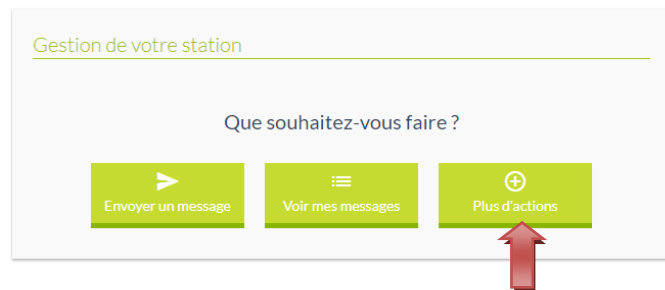 Gestion de votre station
Que souhaitez-vous faire ?
Envoyer un message
Voir mes messages
Plus d'actions